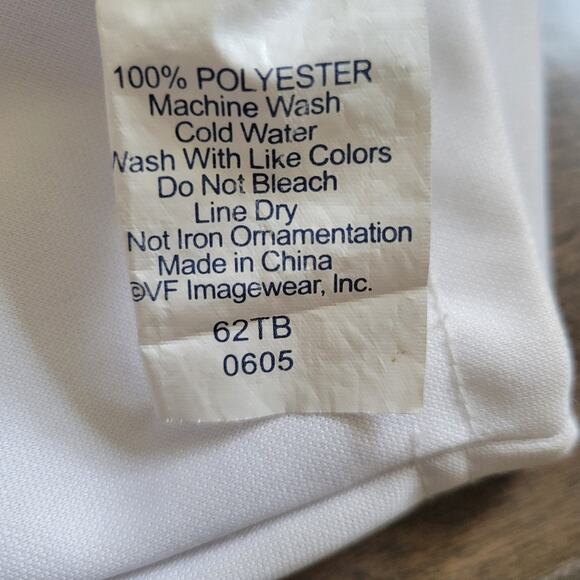 100% POLYESTER
Machine Wash
Cold Water
Wash With Like Colors
Do Not Bleach
Line Dry
Not Iron Ornamentation
Made in China
©VF Imagewear, Inc.
62TB
0605